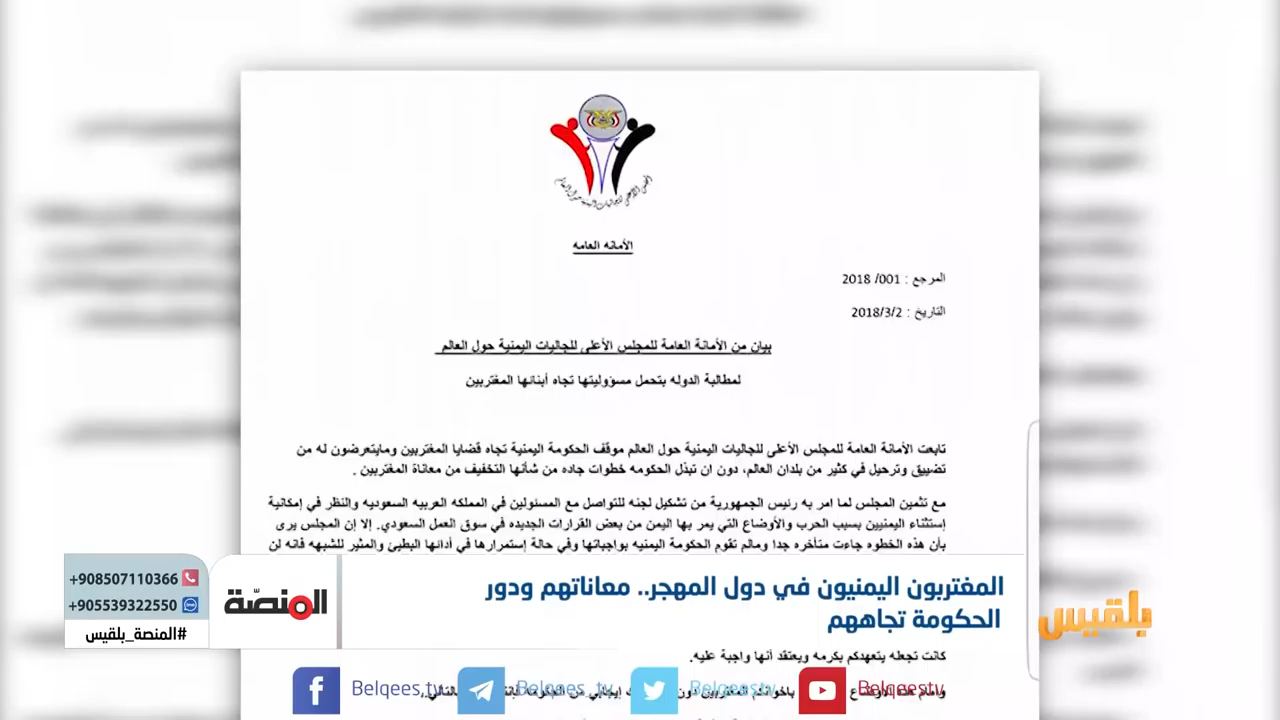 الأمانه العامه
المرجع : 001/ 2018
التاريخ : 2018/3/2
بيان من الأمانة العامة للمجلس الأعلى للجاليات اليمنية حول العالم
لمطالبة الدوله بتحمل مسؤوليتها تجاه أبنائها المغتربين
تابعت الأمانة العامة للمجلس الأعلى للجاليات اليمنية حول العالم موقف الحكومة اليمنية تجاه قضايا المغتربين ومايتعرضون له من
تضييق وترحيل في كثير من بلدان العالم، دون ان تبذل الحكومه خطوات جاده من شأنها التخفيف من معاناة المغتربين .
مع تثمين المجلس لما امر به رئيس الجمهورية من تشكيل لجنه للتواصل مع المسئولين في المملكه العربيه السعوديه والنظر في إمكانية
إستثناء اليمنيين بسبب الحرب والأوضاع التي يمر بها اليمن من بعض القرارات الجديده في سوق العمل السعودي. إلا إن المجلس يرى
بأن هذه الخطوه جاءت متأخره جدا ومالم تقوم الحكومة اليمنيه بواجباتها وفي حالة إستمرارها في أدائها البطيئ والمثير للشبهه فانه لن
المغتربون اليمنيون في دول المهجر.. معاناتهم ودور
الحكومة تجاههم
بلقيس
المنصّة
+908507110366
+905539322550
#المنصة_بلقيس
كانت تجعله يتعهدكم بكرمه ويعتقد أنها واجبة عليه.
Belqees.tv
Belqees_tv
Belqeestv
Belqeestv